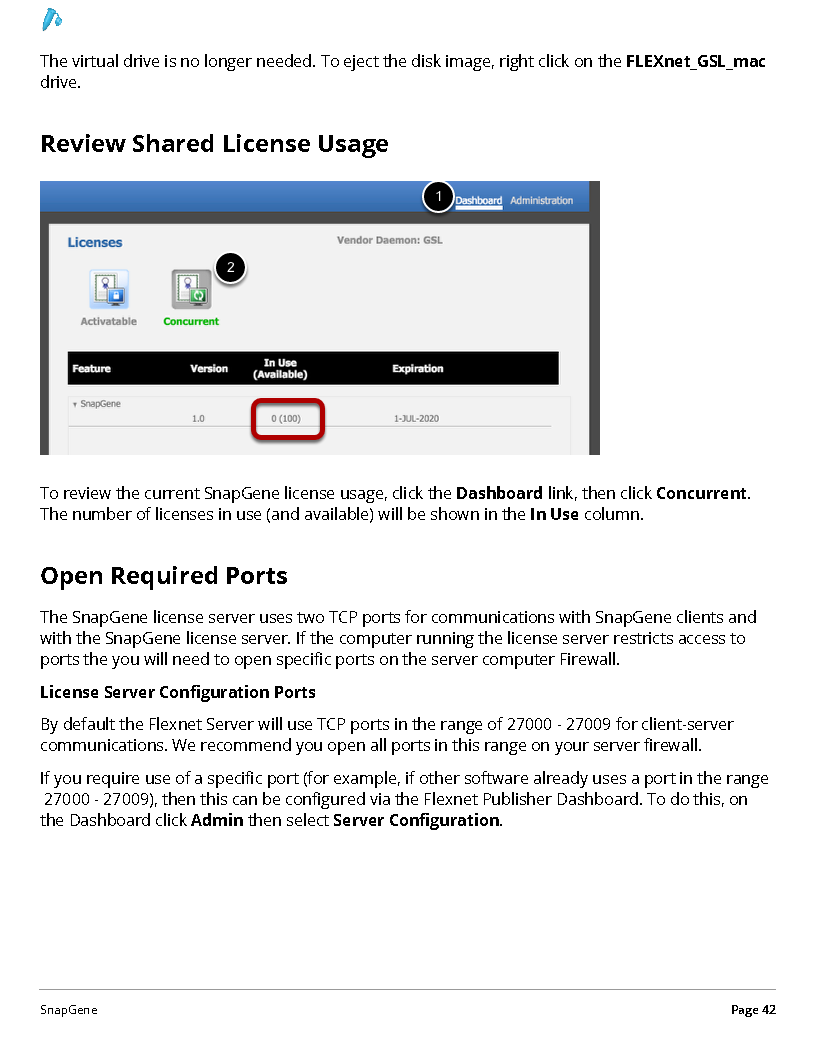 The virtual drive is no longer needed. To eject the disk image, right click on the FLEXnet_GSL_mac
drive.
Review Shared License Usage
1
Dashboard Administration
Licenses
Vendor Daemon: GSL
2
Activatable
Concurrent
Feature
Version
In Use
(Available)
Expiration
▾ SnapGene
1.0
0 (100)
1-JUL-2020
To review the current SnapGene license usage, click the Dashboard link, then click Concurrent.
The number of licenses in use (and available) will be shown in the In Use column.
Open Required Ports
The SnapGene license server uses two TCP ports for communications with SnapGene clients and
with the SnapGene license server. If the computer running the license server restricts access to
ports the you will need to open specific ports on the server computer Firewall.
License Server Configuration Ports
By default the Flexnet Server will use TCP ports in the range of 27000 - 27009 for client-server
communications. We recommend you open all ports in this range on your server firewall.
If you require use of a specific port (for example, if other software already uses a port in the range
27000 - 27009), then this can be configured via the Flexnet Publisher Dashboard. To do this, on
the Dashboard click Admin then select Server Configuration.
SnapGene
Page 42